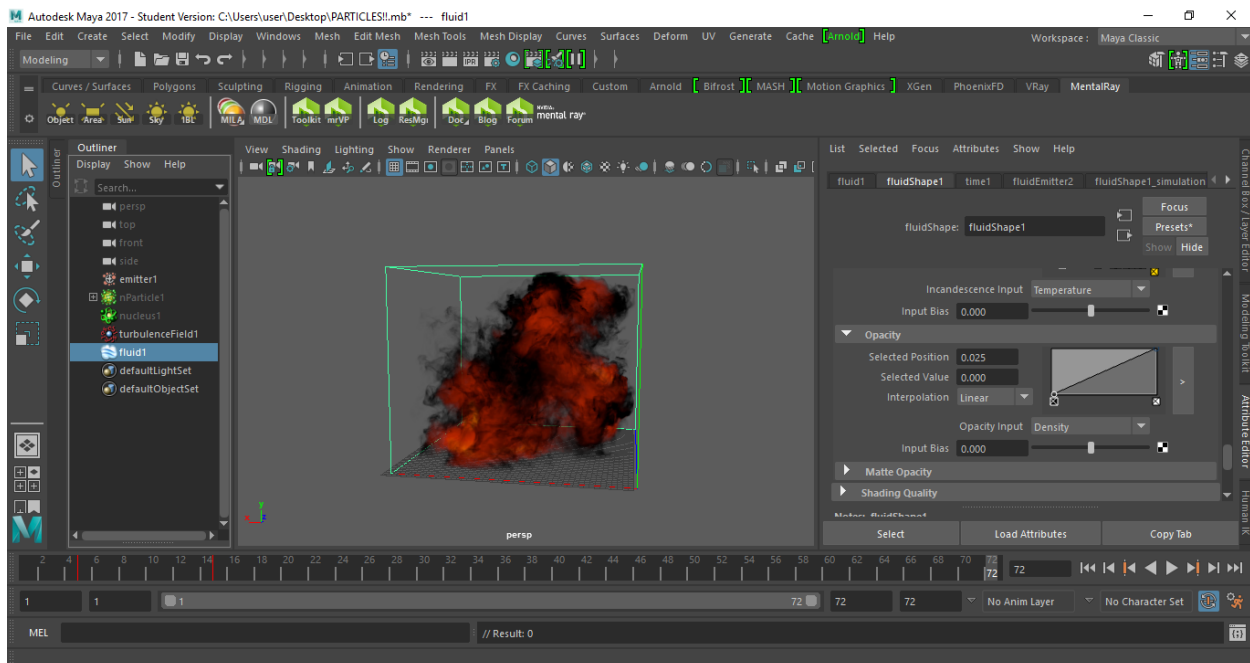 Autodesk Maya 2017 - Student Version: C:\Users\user\Desktop\PARTICLES!!.mb* --- fluid1
File Edit Create Select Modify Display Windows Mesh Edit Mesh Mesh Tools Mesh Display Curves Surfaces Deform UV Generate Cache [Arnold] Help Workspace : Maya Classic
Modeling
Curves / Surfaces Polygons Sculpting Rigging Animation Rendering FX FX Caching Custom Arnold [ Bifrost ][ MASH ][ Motion Graphics ] XGen PhoenixFD VRay MentalRay
Object Area Sun Sky IBL MILA MDL Toolkit mrVP Log ResMgr Doc Blog Forum mental ray
Outliner
Outliner
Display Show Help
Search...
persp
top
front
side
emitter1
nParticle1
nucleus1
turbulenceField1
fluid1
defaultLightSet
defaultObjectSet
View Shading Lighting Show Renderer Panels
y
persp
List Selected Focus Attributes Show Help
fluid1 fluidShape1 time1 fluidEmitter2 fluidShape1_simulation
Focus
fluidShape: fluidShape1 Presets*
Show Hide
Incandescence Input Temperature
Input Bias 0.000
Opacity
Selected Position 0.025
Selected Value 0.000
Interpolation Linear
>
Opacity Input Density
Input Bias 0.000
Matte Opacity
Shading Quality
Notes: fluidShape1
Select Load Attributes Copy Tab
Channel Box / Layer Editor
Modeling Toolkit
Attribute Editor
Human IK
2 4 6 8 10 12 14 16 18 20 22 24 26 28 30 32 34 36 38 40 42 44 46 48 50 52 54 56 58 60 62 64 66 68 70 72
72 72
1 1 1 72 72 72 No Anim Layer No Character Set
MEL // Result: 0